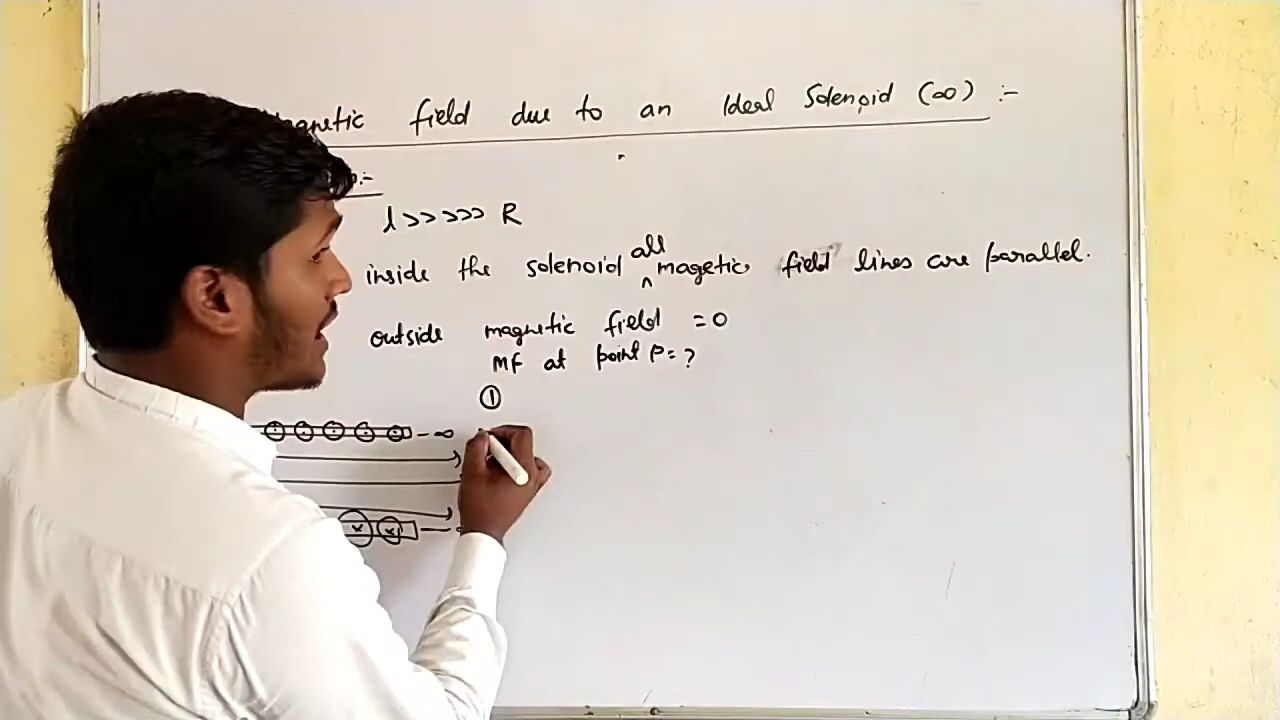 Magnetic field due to an Ideal Solenoid (∞) :-
l >>>>> R
inside the solenoid all magetic field lines are parallel.
outside magnetic field = 0
MF at point P = ?
①
- ∞